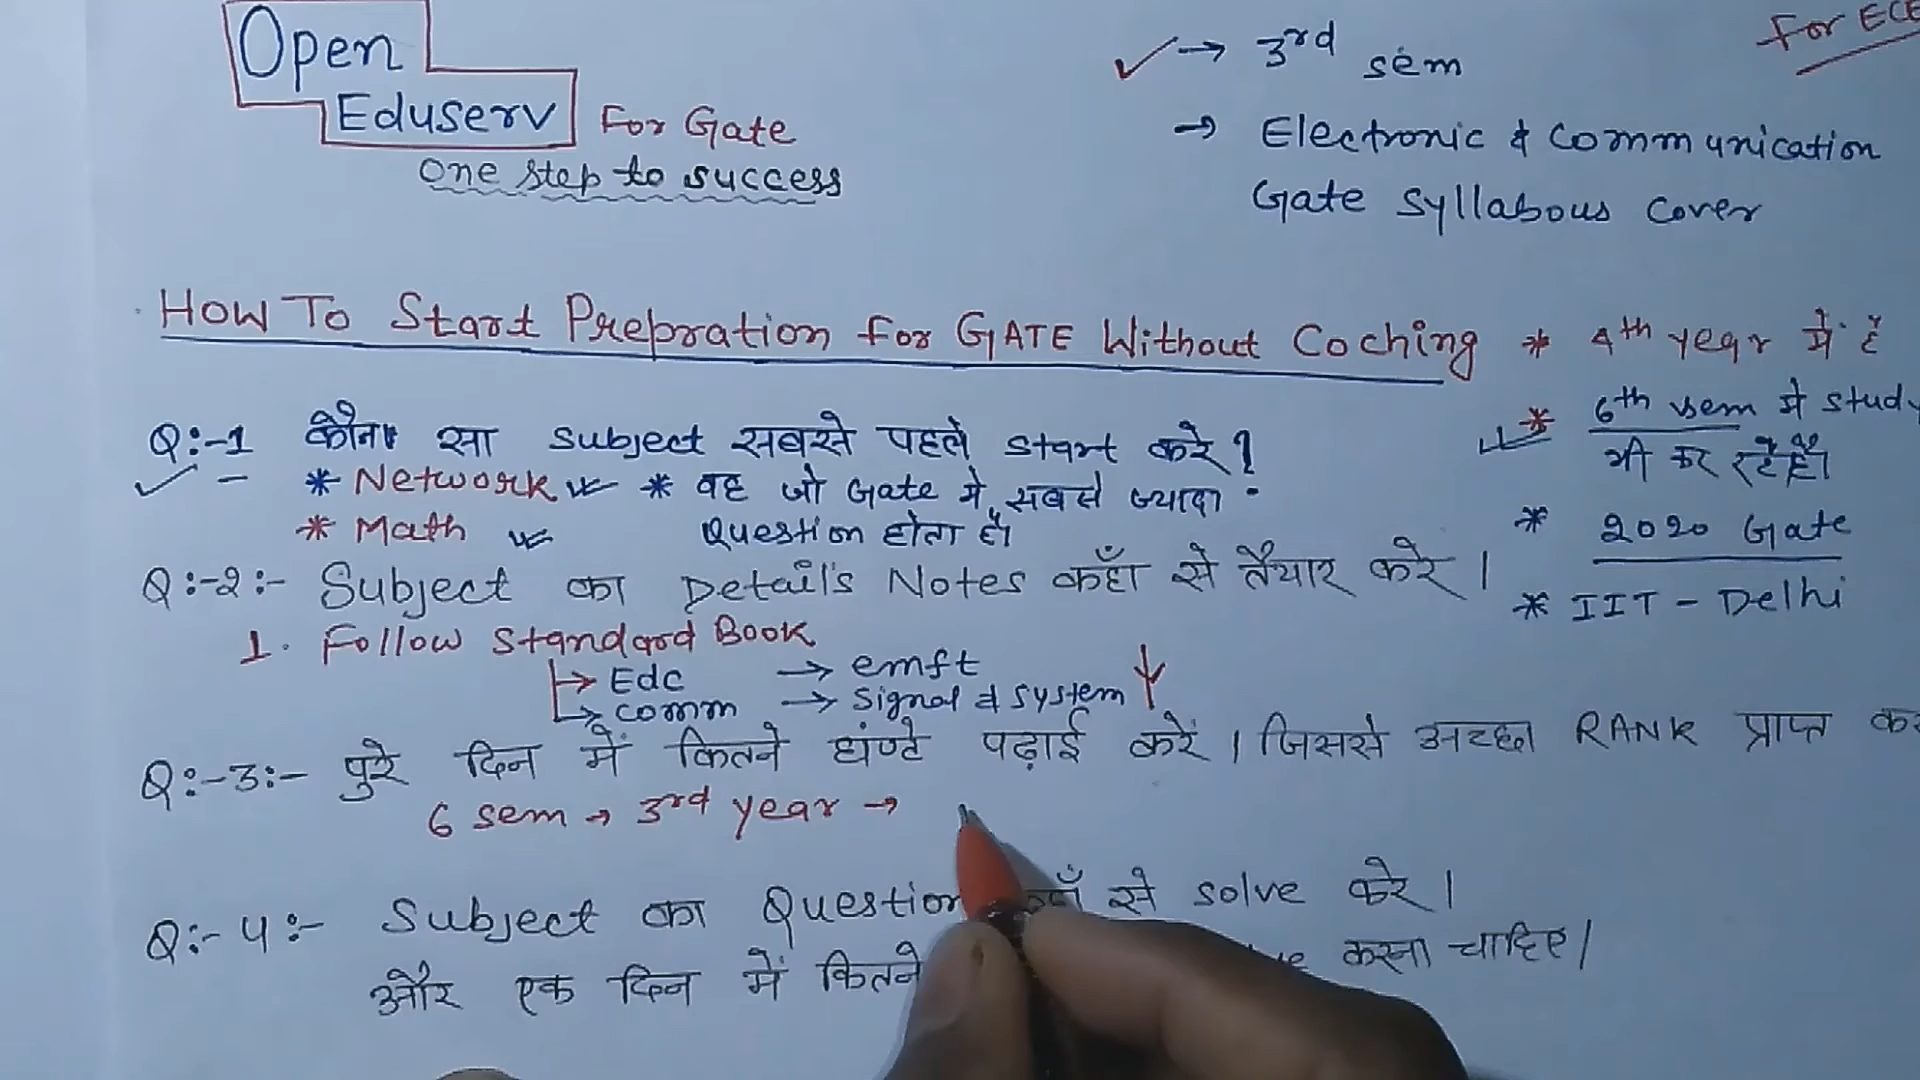 Open
Eduserv For Gate
One step to success
→ 3rd sem
→ Electronic & Communication
Gate Syllabous Cover
For ECE
HOW TO Start Prepration For GATE Without Coching
* 4th year में है
* 6th sem में study
भी कर रहे हैं।
* 2020 Gate
* IIT - Delhi
Q:-1 कौन सा Subject सबसे पहले Start करे ?
* Network * वह जो Gate में सबसे ज्यादा
* Math Question होता है।
Q:-2:- Subject का Detail's Notes कहाँ से तैयार करे ।
1. Follow Standard Book
→ Edc → emft
→ comm → Signal & System
Q:-3:- पुरे दिन में कितने घंण्टे पढ़ाई करें । जिससे अच्छा RANK प्राप्त
6 sem → 3rd year →
Q:-4:- Subject का Question से solve करे ।
और एक दिन में कितने करना चाहिए ।